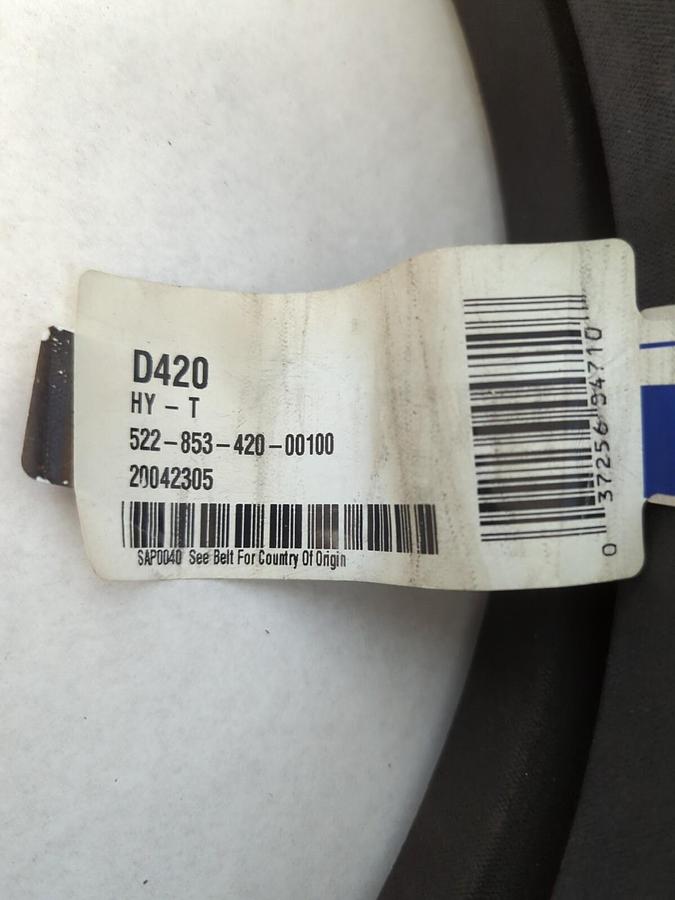 D420
HY - T
522-853-420-00100
20042305
SAP0040 See Belt For Country Of Origin
0 37256 94710